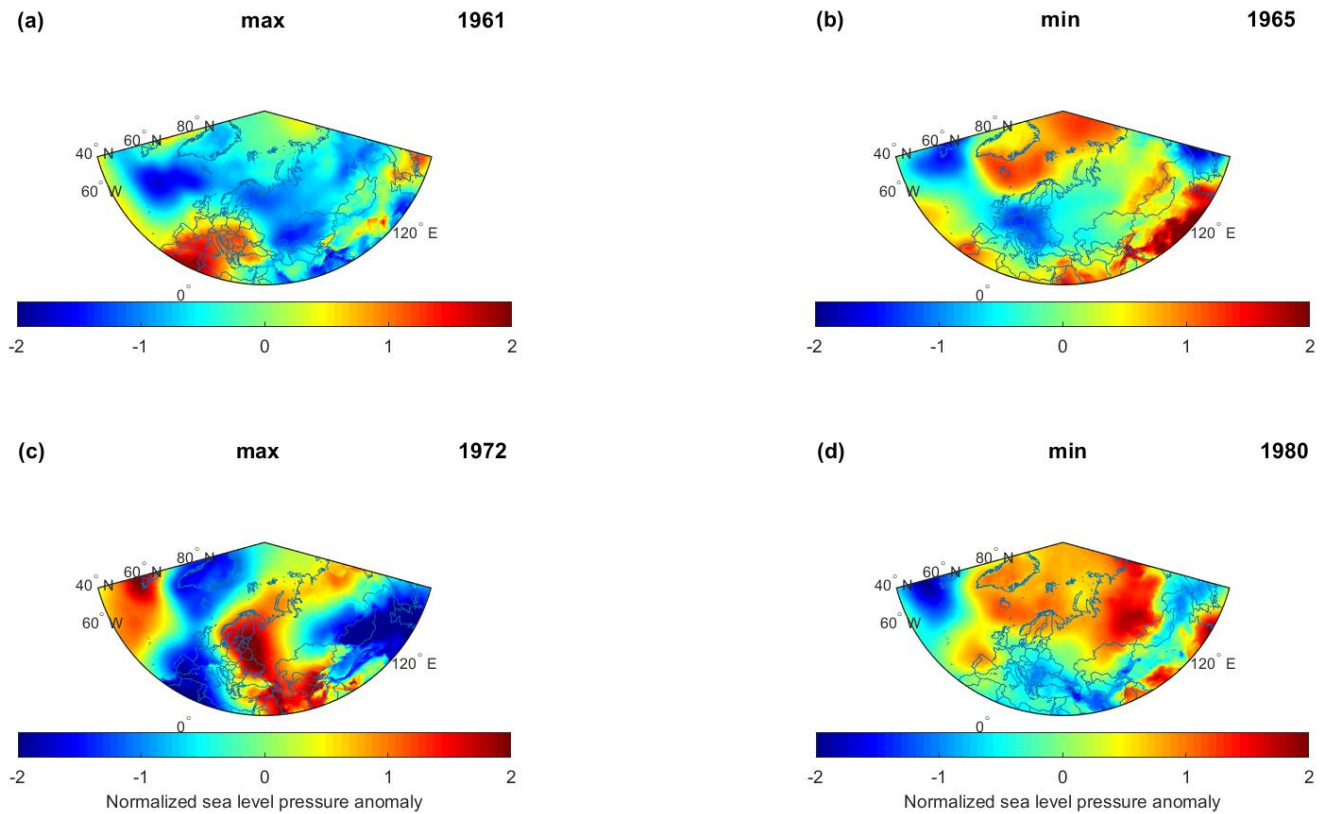 (a) max 1961
80° N
60° N
40° N
60° W
120° E
0°
-2 -1 0 1 2
(b) min 1965
80° N
60° N
40° N
60° W
120° E
0°
-2 -1 0 1 2
(c) max 1972
80° N
60° N
40° N
60° W
120° E
0°
-2 -1 0 1 2
Normalized sea level pressure anomaly
(d) min 1980
80° N
60° N
40° N
60° W
120° E
0°
-2 -1 0 1 2
Normalized sea level pressure anomaly